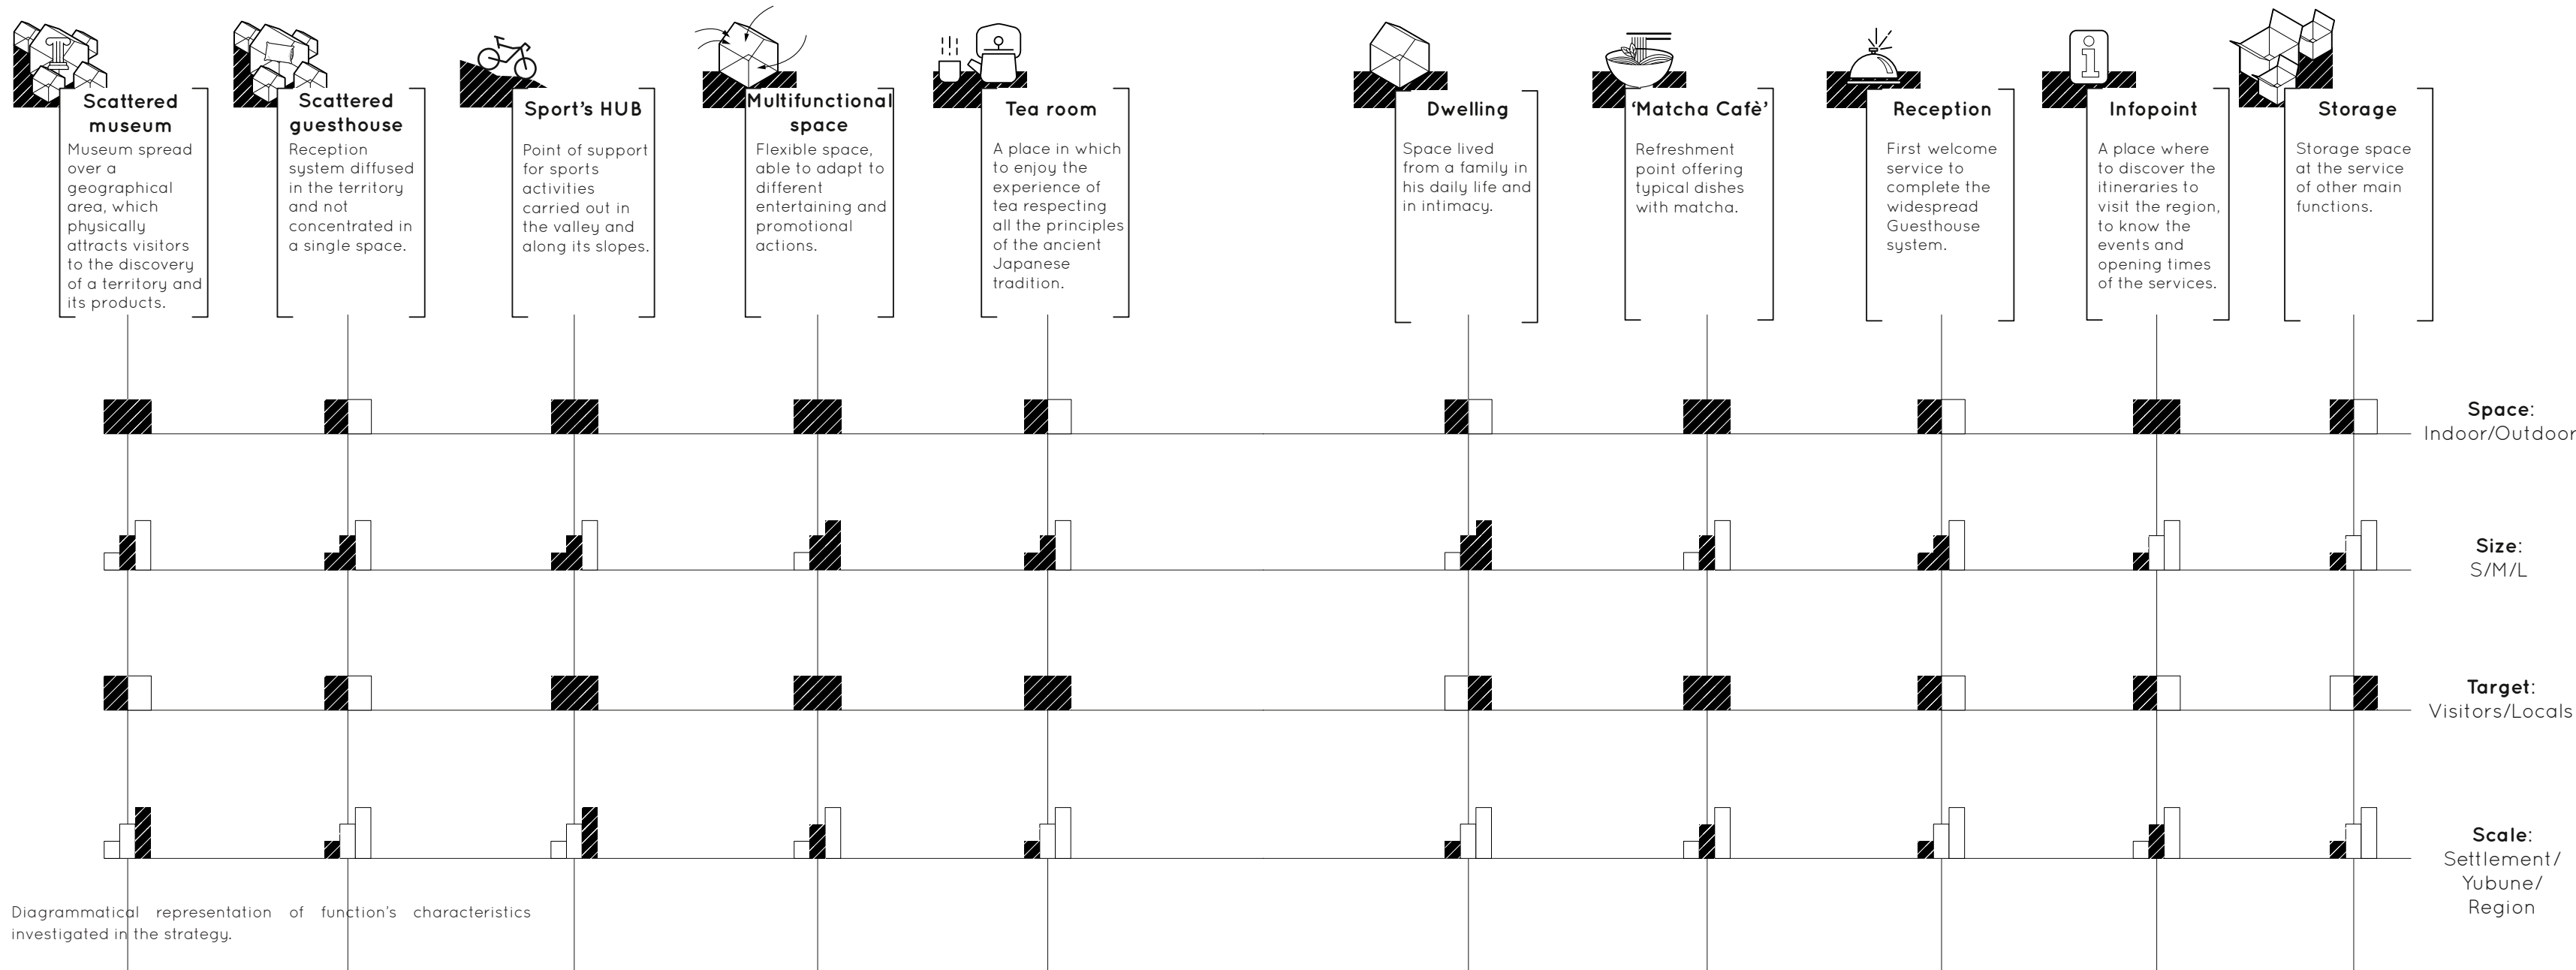 Scattered
museum
Museum spread
over a
geographical
area, which
physically
attracts visitors
to the discovery
of a territory and
its products.
Scattered
guesthouse
Reception
system diffused
in the territory
and not
concentrated in
a single space.
Sport's HUB
Point of support
for sports
activities
carried out in
the valley and
along its slopes.
Multifunctional
space
Flexible space,
able to adapt to
different
entertaining and
promotional
actions.
Tea room
A place in which
to enjoy the
experience of
tea respecting
all the principles
of the ancient
Japanese
tradition.
Dwelling
Space lived
from a family in
his daily life and
in intimacy.
'Matcha Cafè'
Refreshment
point offering
typical dishes
with matcha.
Reception
First welcome
service to
complete the
widespread
Guesthouse
system.
i
Infopoint
A place where
to discover the
itineraries to
visit the region,
to know the
events and
opening times
of the services.
Storage
Storage space
at the service
of other main
functions.
Space:
Indoor/Outdoor
Size:
S/M/L
Target:
Visitors/Locals
Scale:
Settlement/
Yubune/
Region
Diagrammatical representation of function's characteristics
investigated in the strategy.